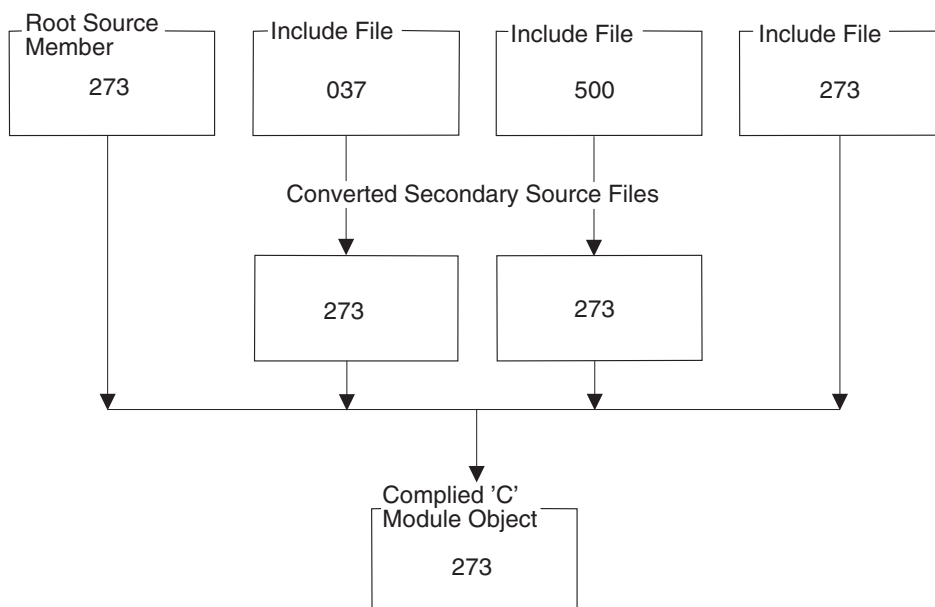 Root Source
Member
273
Include File
037
Include File
500
Include File
273
Converted Secondary Source Files
273
273
Complied 'C'
Module Object
273